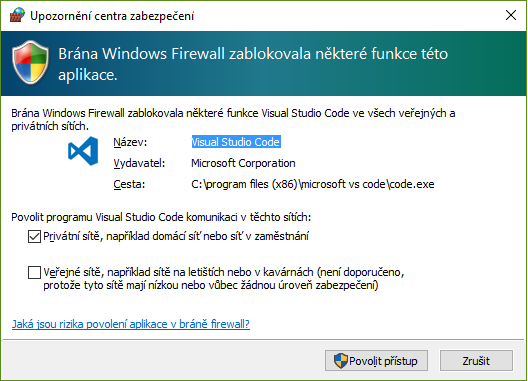 Upozornění centra zabezpečení
Brána Windows Firewall zablokovala některé funkce této
aplikace.
Brána Windows Firewall zablokovala některé funkce Visual Studio Code ve všech veřejných a
privátních sítích.
Název: Visual Studio Code
Vydavatel: Microsoft Corporation
Cesta: C:\program files (x86)\microsoft vs code\code.exe
Povolit programu Visual Studio Code komunikaci v těchto sítích:
Privátní sítě, například domácí síť nebo síť v zaměstnání
Veřejné sítě, například sítě na letištích nebo v kavárnách (není doporučeno,
protože tyto sítě mají nízkou nebo vůbec žádnou úroveň zabezpečení)
Jaká jsou rizika povolení aplikace v bráně firewall?
Povolit přístup Zrušit